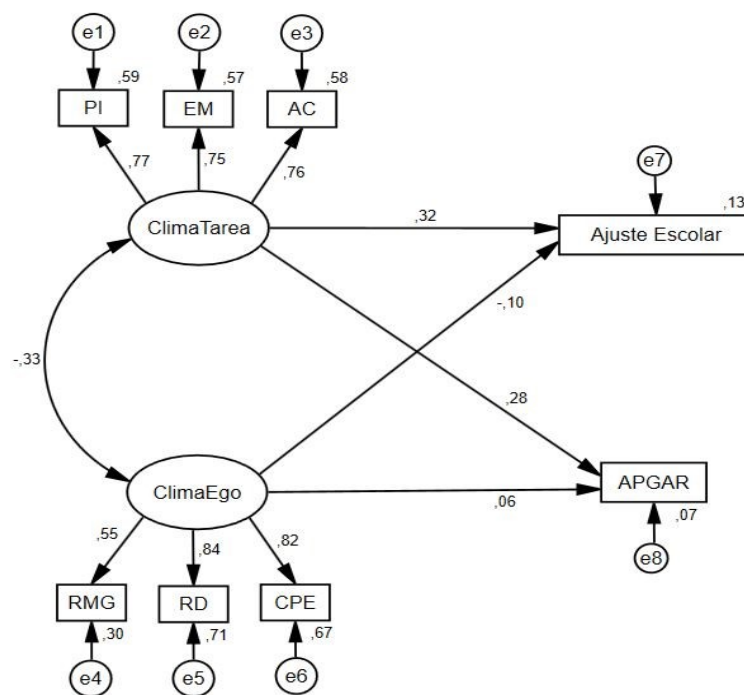 e1
e2
e3
,59
,57
,58
PI
EM
AC
,77
,75
,76
e7
,13
ClimaTarea
,32
Ajuste Escolar
-,10
-,33
,28
ClimaEgo
,06
APGAR
,07
,55
,84
,82
e8
RMG
RD
CPE
,30
,71
,67
e4
e5
e6